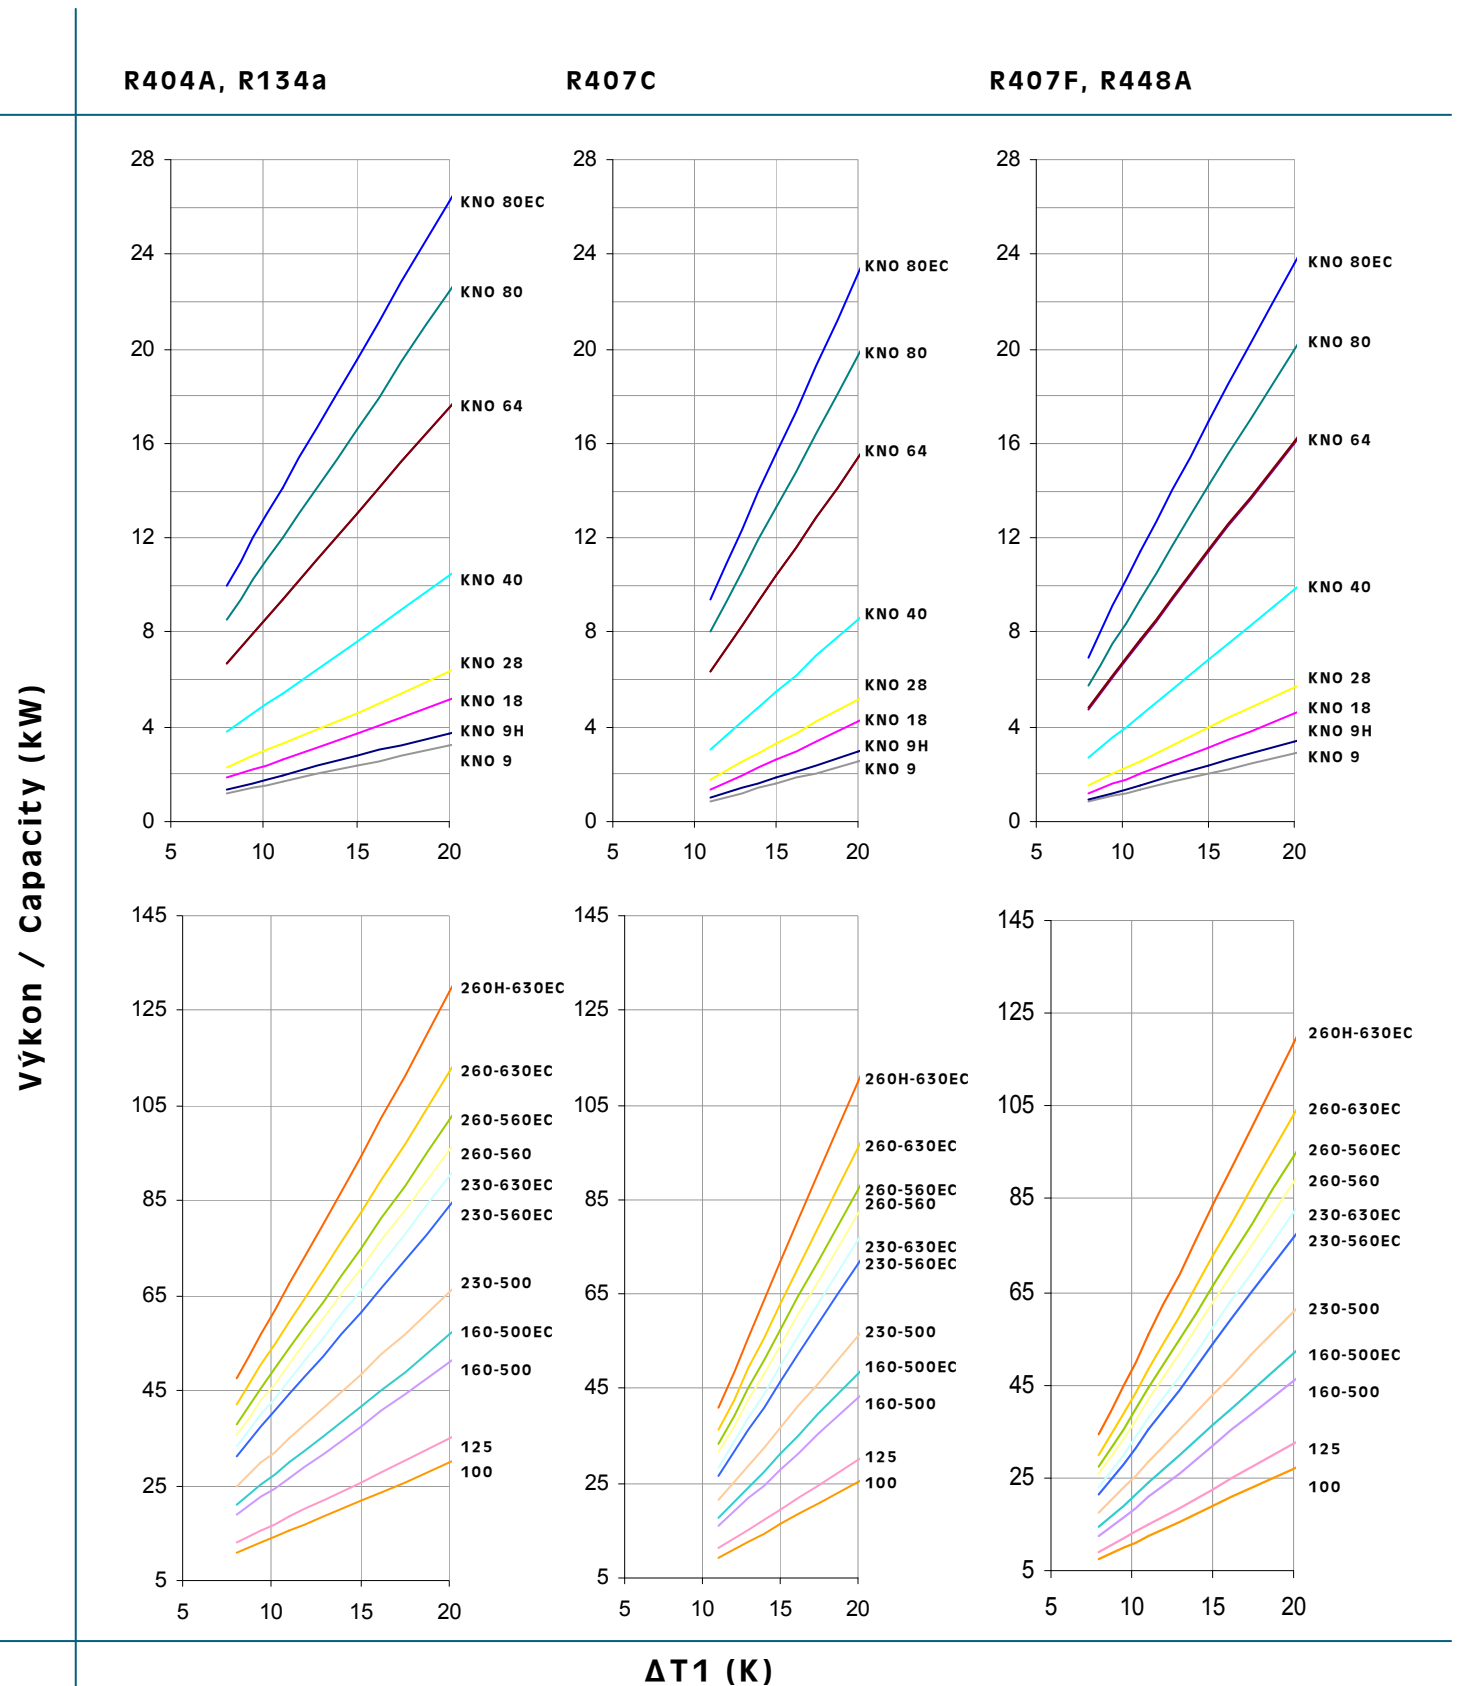 R404A, R134a
R407C
R407F, R448A
Výkon / Capacity (kW)
28
24
20
16
12
8
4
0
5
10
15
20
KNO 80EC
KNO 80
KNO 64
KNO 40
KNO 28
KNO 18
KNO 9H
KNO 9
28
24
20
16
12
8
4
0
5
10
15
20
KNO 80EC
KNO 80
KNO 64
KNO 40
KNO 28
KNO 18
KNO 9H
KNO 9
28
24
20
16
12
8
4
0
5
10
15
20
KNO 80EC
KNO 80
KNO 64
KNO 40
KNO 28
KNO 18
KNO 9H
KNO 9
145
125
105
85
65
45
25
5
5
10
15
20
260H-630EC
260-630EC
260-560EC
260-560
230-630EC
230-560EC
230-500
160-500EC
160-500
125
100
145
125
105
85
65
45
25
5
5
10
15
20
260H-630EC
260-630EC
260-560EC
260-560
230-630EC
230-560EC
230-500
160-500EC
160-500
125
100
145
125
105
85
65
45
25
5
5
10
15
20
260H-630EC
260-630EC
260-560EC
260-560
230-630EC
230-560EC
230-500
160-500EC
160-500
125
100
ΔT1 (K)